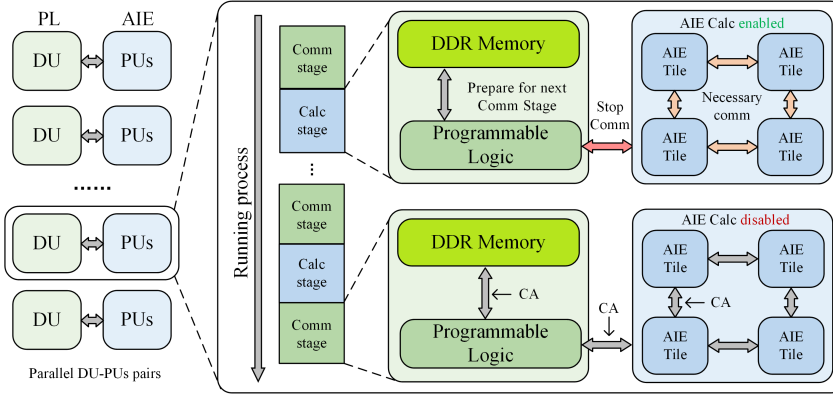 PL
AIE
DU
PUs
DU
PUs
......
DU
PUs
DU
PUs
Parallel DU-PUs pairs
Running process
Comm
stage
Calc
stage
...
Comm
stage
Calc
stage
Comm
stage
DDR Memory
Prepare for next
Comm Stage
Programmable
Logic
Stop
Comm
AIE Calc enabled
AIE
Tile
AIE
Tile
Necessary
comm
AIE
Tile
AIE
Tile
DDR Memory
CA
Programmable
Logic
CA
AIE Calc disabled
AIE
Tile
AIE
Tile
CA
AIE
Tile
AIE
Tile